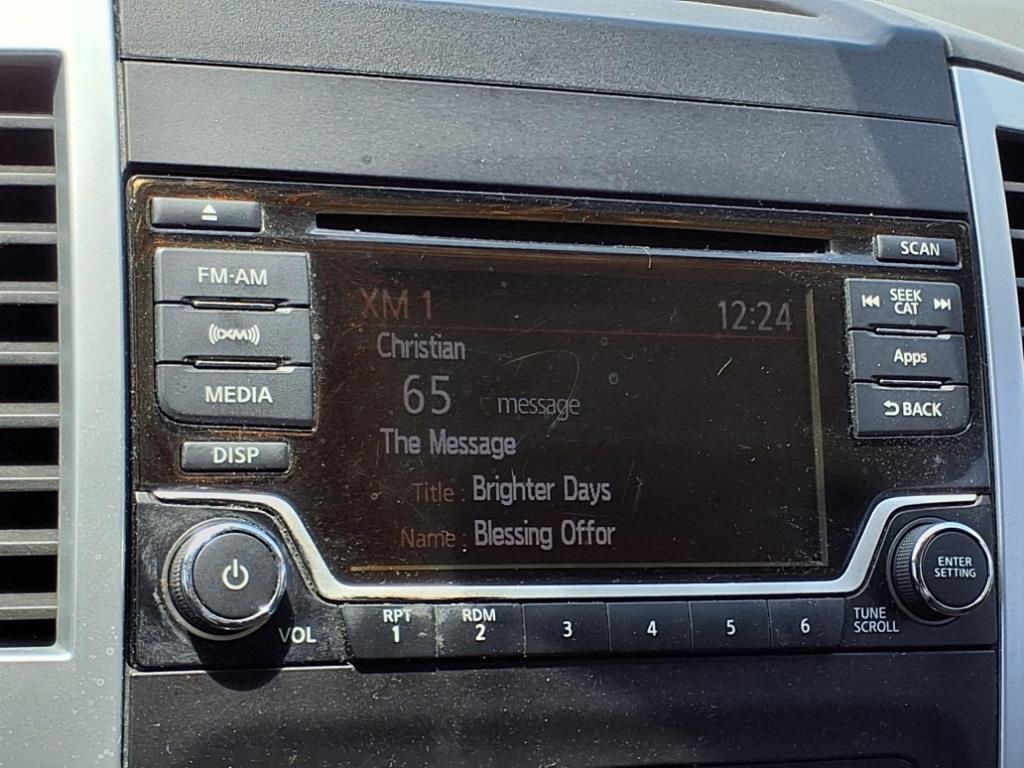 SCAN
FM·AM
SEEK
CAT
XM 1
12:24
((XM))
Christian
Apps
65 message
MEDIA
BACK
The Message
DISP
Title : Brighter Days
Name : Blessing Offor
ENTER
SETTING
VOL
RPT
1
RDM
2
3
4
5
6
TUNE
SCROLL